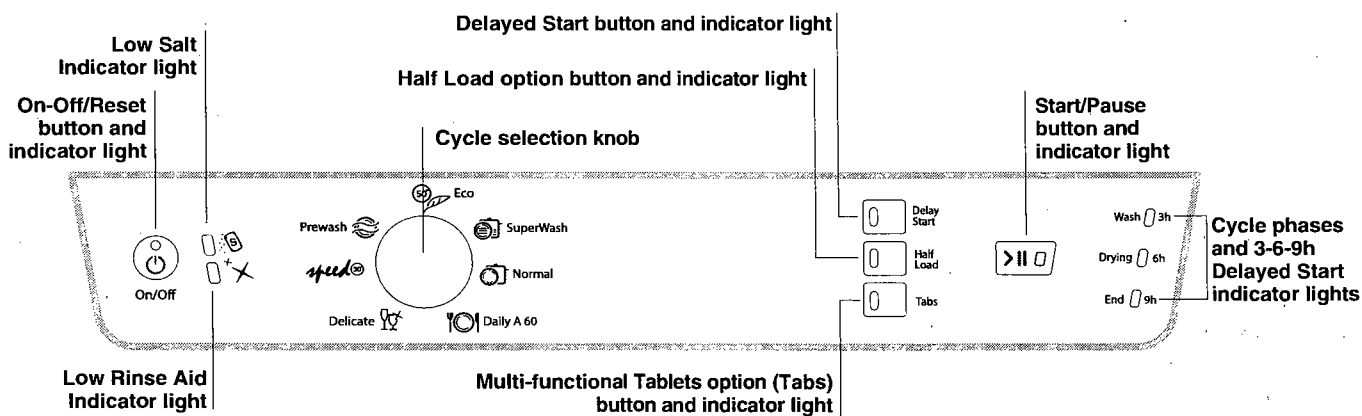 Delayed Start button and indicator light
Low Salt
Indicator light
Half Load option button and indicator light
On-Off/Reset
button and
indicator light
Start/Pause
button and
indicator light
Cycle selection knob
50°
Eco
Prewash
SuperWash
speed 30'
Normal
Delicate
Daily A 60
On/Off
S
Delay
Start
Half
Load
Tabs
Wash 3h
Drying 6h
End 9h
Cycle phases
and 3-6-9h
Delayed Start
indicator lights
Low Rinse Aid
Indicator light
Multi-functional Tablets option (Tabs)
button and indicator light